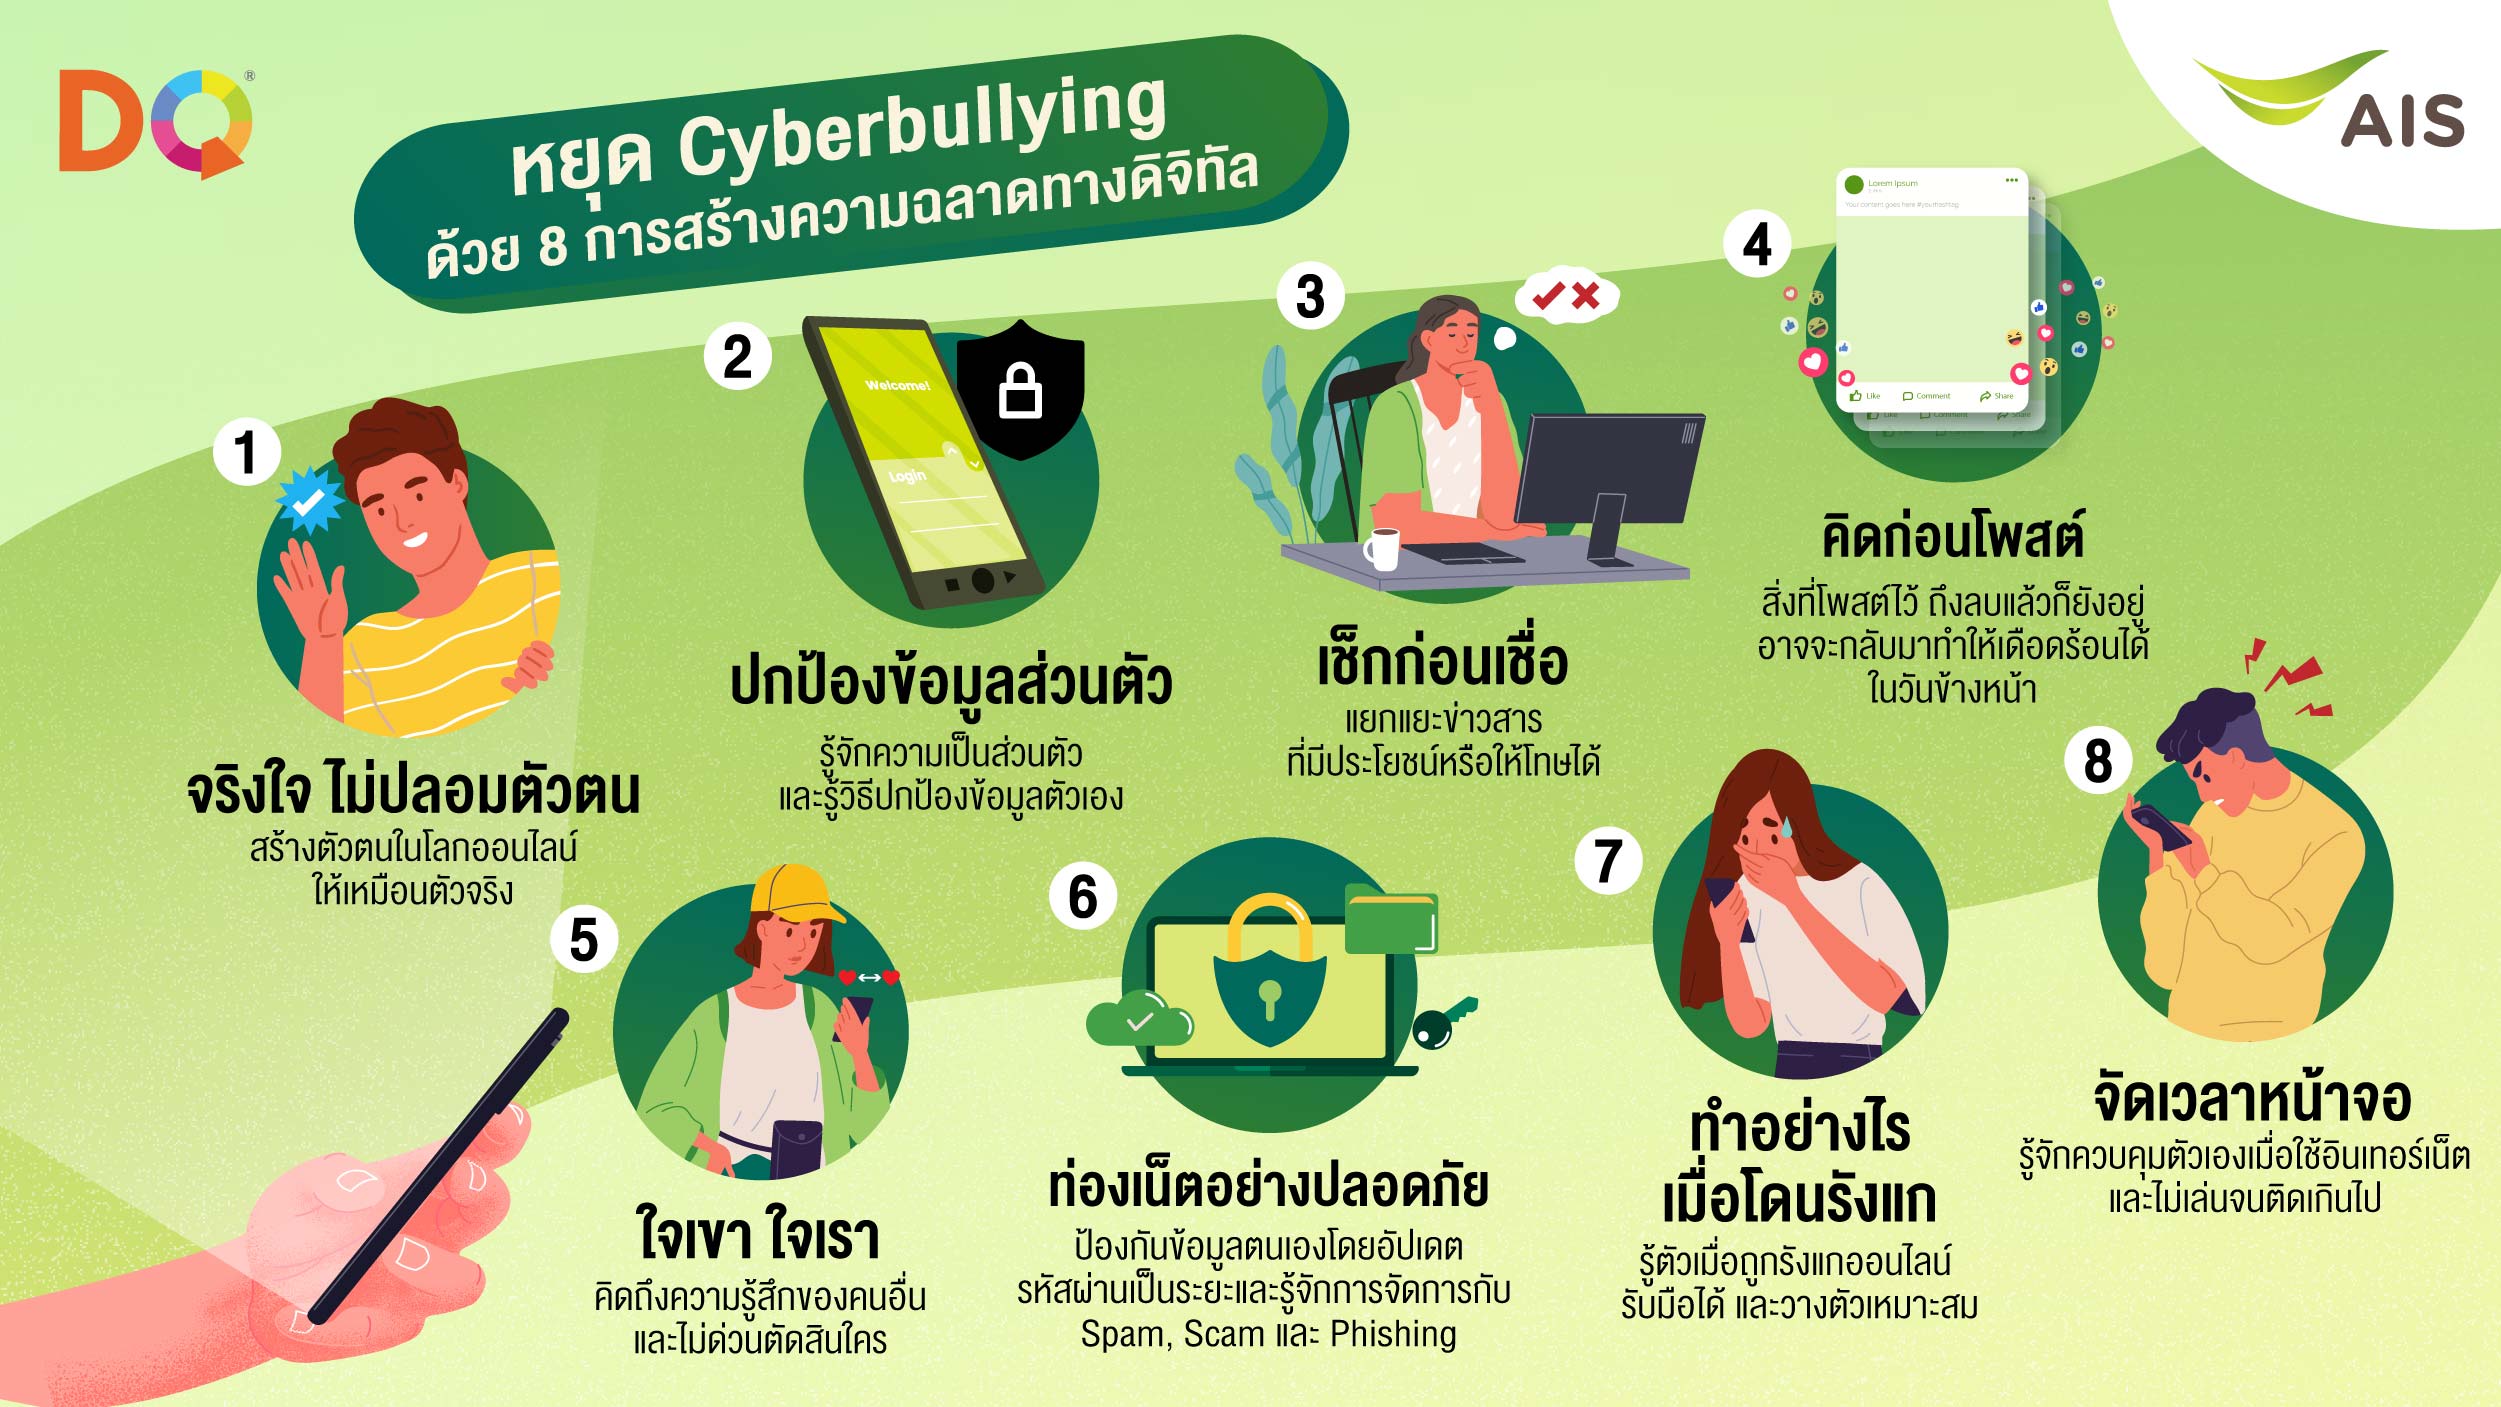 DQ®
AIS
หยุด Cyberbullying
ด้วย 8 การสร้างความฉลาดทางดิจิทัล
1
จริงใจ ไม่ปลอมตัวตน
สร้างตัวตนในโลกออนไลน์
ให้เหมือนตัวจริง
2
Welcome!
Login
ปกป้องข้อมูลส่วนตัว
รู้จักความเป็นส่วนตัว
และรู้วิธีปกป้องข้อมูลตัวเอง
3
เช็กก่อนเชื่อ
แยกแยะข่าวสาร
ที่มีประโยชน์หรือให้โทษได้
4
Lorem Ipsum
Your content goes here #yourhashtag
Like Comment Share
Like Comment Share
คิดก่อนโพสต์
สิ่งที่โพสต์ไว้ ถึงลบแล้วก็ยังอยู่
อาจจะกลับมาทำให้เดือดร้อนได้
ในวันข้างหน้า
5
ใจเขา ใจเรา
คิดถึงความรู้สึกของคนอื่น
และไม่ด่วนตัดสินใคร
6
ท่องเน็ตอย่างปลอดภัย
ป้องกันข้อมูลตนเองโดยอัปเดต
รหัสผ่านเป็นระยะและรู้จักการจัดการกับ
Spam, Scam และ Phishing
7
ทำอย่างไร
เมื่อโดนรังแก
รู้ตัวเมื่อถูกรังแกออนไลน์
รับมือได้ และวางตัวเหมาะสม
8
จัดเวลาหน้าจอ
รู้จักควบคุมตัวเองเมื่อใช้อินเทอร์เน็ต
และไม่เล่นจนติดเกินไป